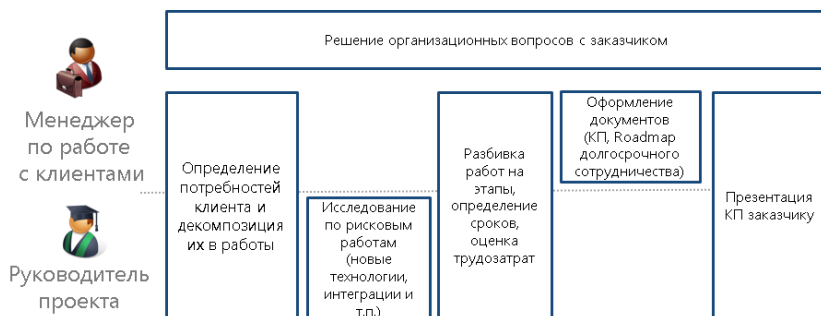 Решение организационных вопросов с заказчиком
Менеджер
по работе
с клиентами
Руководитель
проекта
Определение
потребностей
клиента и
декомпозиция
их в работы
Исследование
по рисковым
работам
(новые
технологии,
интеграции и
т.п.)
Разбивка
работ на
этапы,
определение
сроков,
оценка
трудозатрат
Оформление
документов
(КП, Roadmap
долгосрочного
сотрудничества)
Презентация
КП заказчику